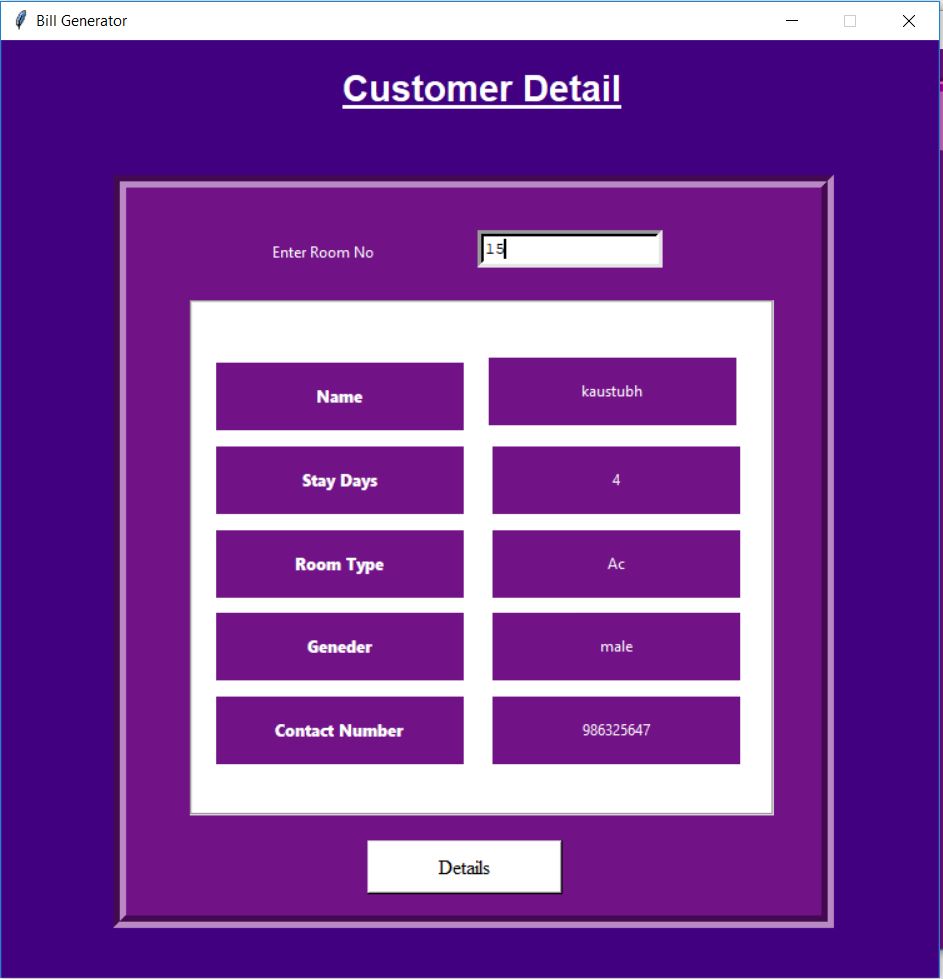 Bill Generator
Customer Detail
Enter Room No 15
Name kaustubh
Stay Days 4
Room Type Ac
Geneder male
Contact Number 986325647
Details